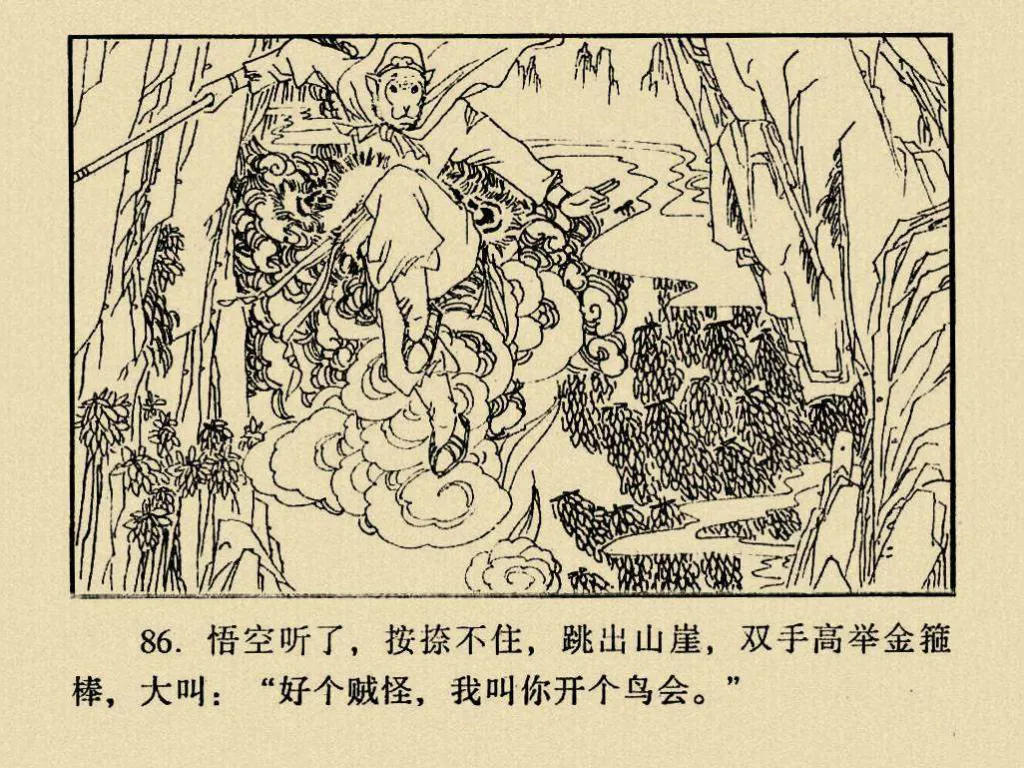 86. 悟空听了，按捺不住，跳出山崖，双手高举金箍
棒，大叫：“好个贼怪，我叫你开个鸟会。”